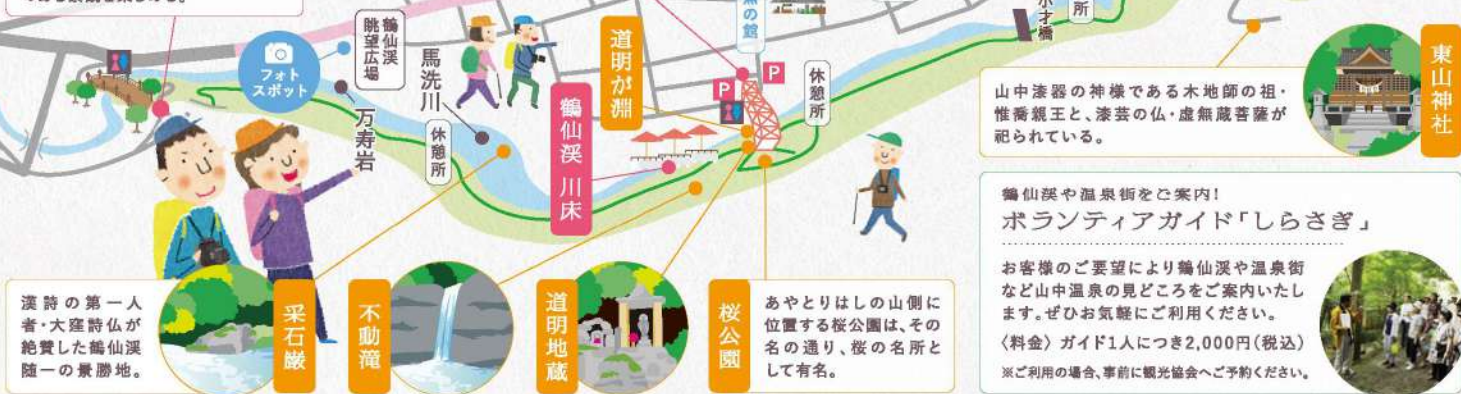 フォト
スポット
鶴仙渓
眺望広場
馬洗川
万寿岩
休憩所
鶴仙渓 川床
道明が淵
の館
P
P
休憩所
才橋
所
東山神社
山中漆器の神様である木地師の祖・
惟喬親王と、漆芸の仏・虚無蔵菩薩が
祀られている。
鶴仙渓や温泉街をご案内!
ボランティアガイド「しらさぎ」
お客様のご要望により鶴仙渓や温泉街
など山中温泉の見どころをご案内いたし
ます。ぜひお気軽にご利用ください。
〈料金〉 ガイド1人につき2,000円(税込)
※ご利用の場合、事前に観光協会へご予約ください。
漢詩の第一人
者・大窪詩仏が
絶賛した鶴仙渓
随一の景勝地。
采石巌
不動滝
道明地蔵
桜公園
あやとりはしの山側に
位置する桜公園は、その
名の通り、桜の名所と
して有名。